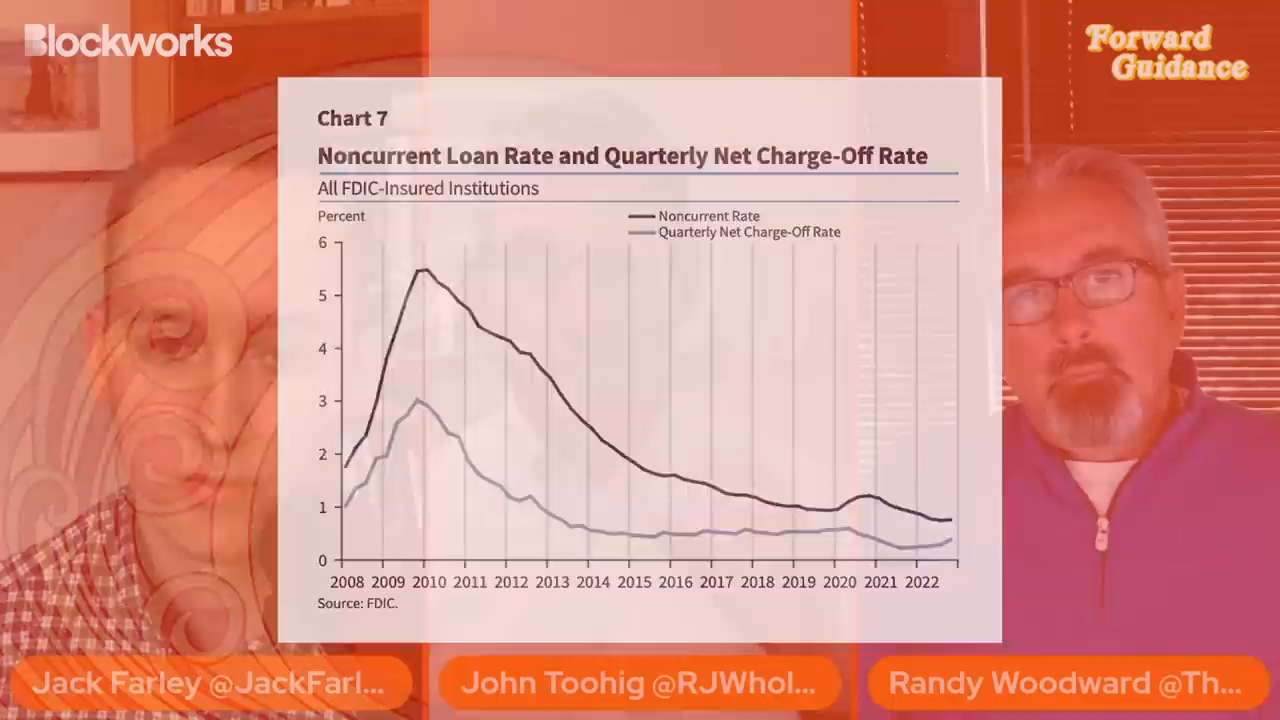 Blockworks
Forward
Guidance
Chart 7
Noncurrent Loan Rate and Quarterly Net Charge-Off Rate
All FDIC-Insured Institutions
Percent
Noncurrent Rate
Quarterly Net Charge-Off Rate
6
5
4
3
2
1
0
2008 2009 2010 2011 2012 2013 2014 2015 2016 2017 2018 2019 2020 2021 2022
Source: FDIC.
Jack Farley @JackFarl...
John Toohig @RJWhol...
Randy Woodward @Th...